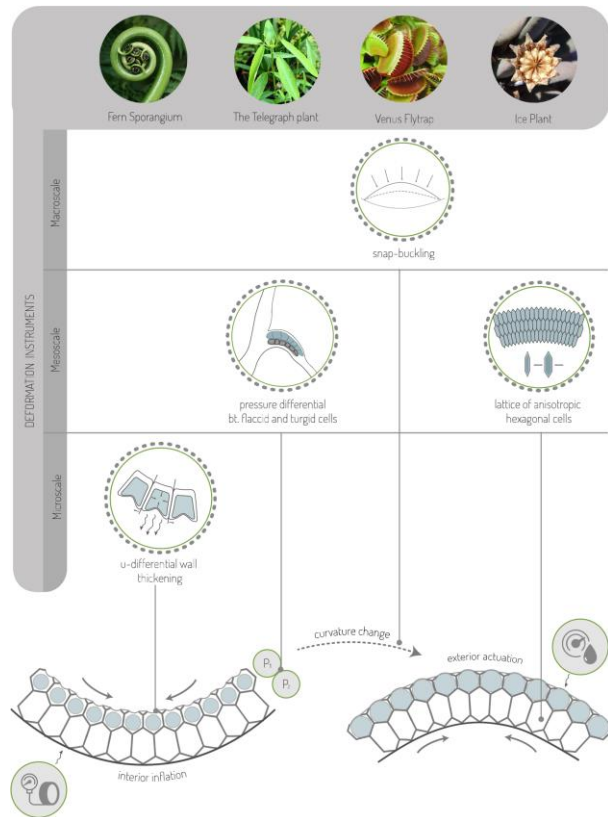 Fern Sporangium
The Telegraph plant
Venus Flytrap
Ice Plant
DEFORMATION INSTRUMENTS
Macroscale
snap-buckling
Mesoscale
pressure differential
bt. flaccid and turgid cells
lattice of anisotropic
hexagonal cells
Microscale
u-differential wall
thickening
curvature change
exterior actuation
interior inflation